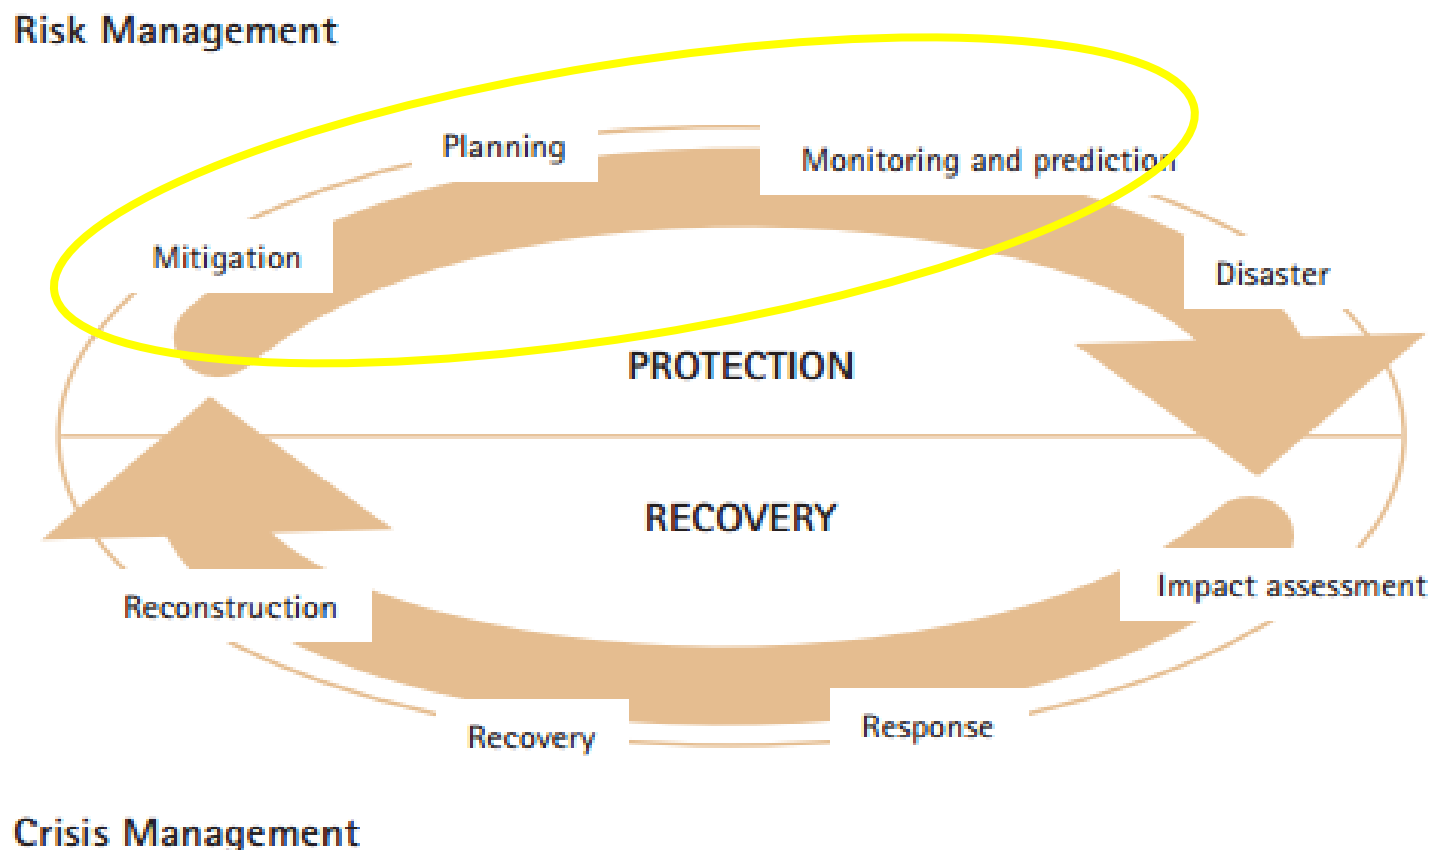 Risk Management
Planning
Monitoring and prediction
Mitigation
Disaster
PROTECTION
RECOVERY
Impact assessment
Reconstruction
Response
Recovery
Crisis Management